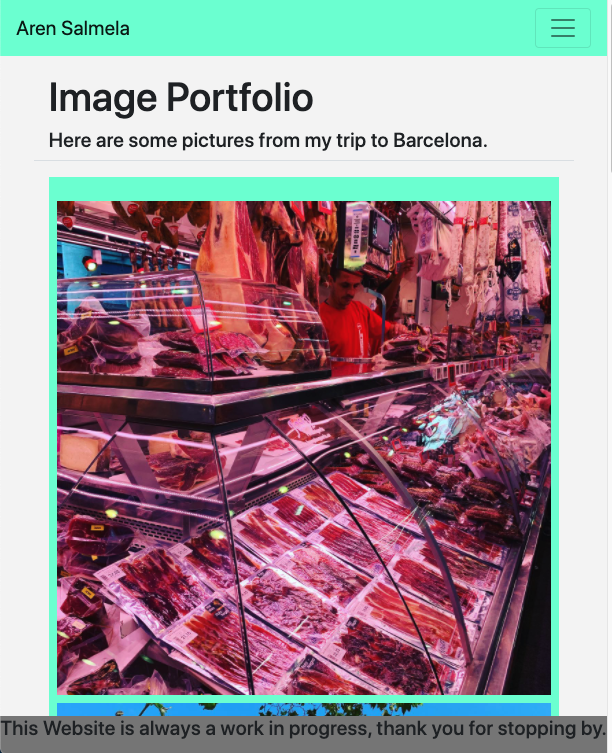 Aren Salmela
Image Portfolio
Here are some pictures from my trip to Barcelona.
This Website is always a work in progress, thank you for stopping by.